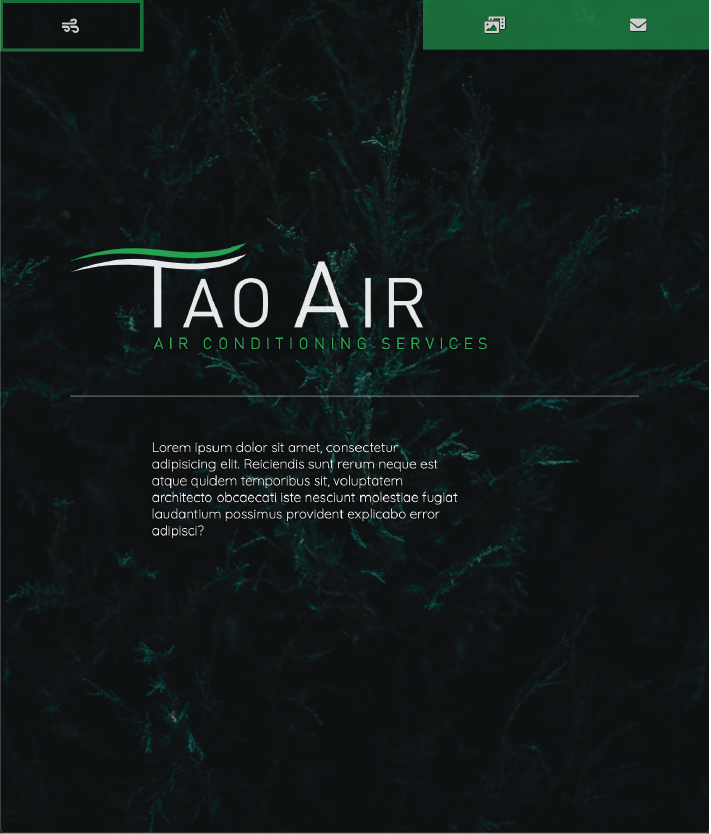 TAO AIR
AIR CONDITIONING SERVICES
Lorem ipsum dolor sit amet, consectetur
adipisicing elit. Reiciendis sunt rerum neque est
atque quidem temporibus sit, voluptatem
architecto obcaecati iste nesciunt molestiae fugiat
laudantium possimus provident explicabo error
adipisci?